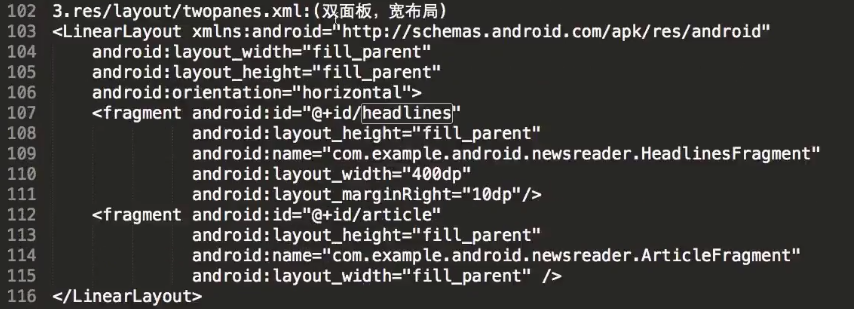 102 3.res/layout/twopanes.xml:(双面板，宽布局)
103 <LinearLayout xmlns:android="http://schemas.android.com/apk/res/android"
104     android:layout_width="fill_parent"
105     android:layout_height="fill_parent"
106     android:orientation="horizontal">
107     <fragment android:id="@+id/headlines"
108               android:layout_height="fill_parent"
109               android:name="com.example.android.newsreader.HeadlinesFragment"
110               android:layout_width="400dp"
111               android:layout_marginRight="10dp"/>
112     <fragment android:id="@+id/article"
113               android:layout_height="fill_parent"
114               android:name="com.example.android.newsreader.ArticleFragment"
115               android:layout_width="fill_parent" />
116 </LinearLayout>